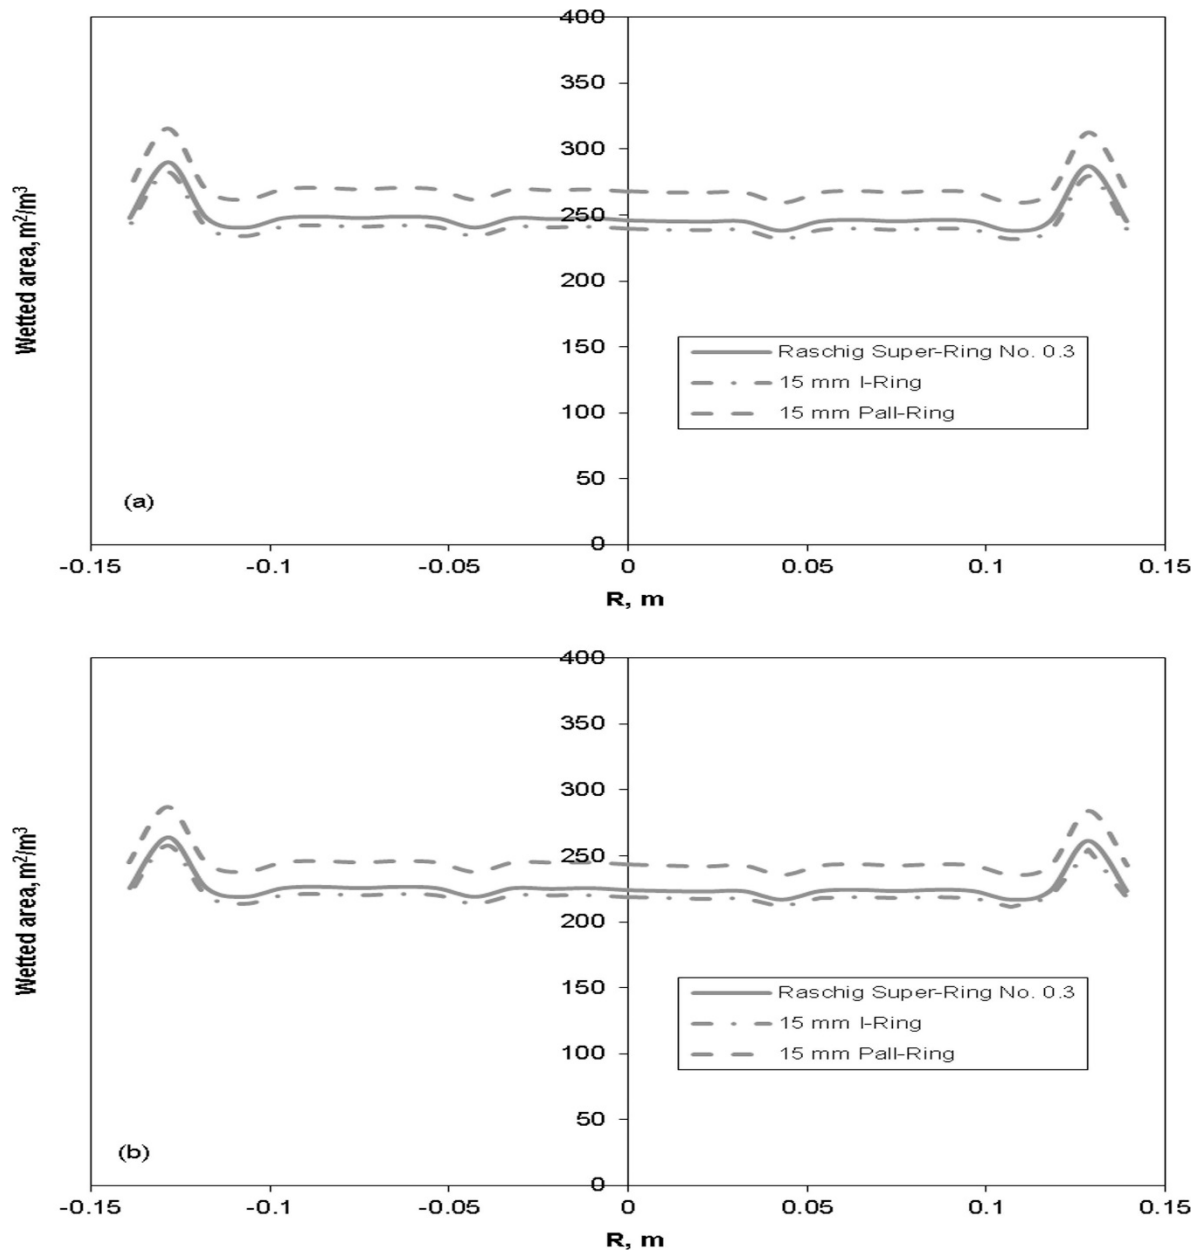 400
350
300
250
200
150
100
50
0
Wetted area, m²/m³
Raschig Super-Ring No. 0.3
15 mm I-Ring
15 mm Pall-Ring
(a)
-0.15 -0.1 -0.05 0 0.05 0.1 0.15
R, m
400
350
300
250
200
150
100
50
0
Wetted area, m²/m³
Raschig Super-Ring No. 0.3
15 mm I-Ring
15 mm Pall-Ring
(b)
-0.15 -0.1 -0.05 0 0.05 0.1 0.15
R, m